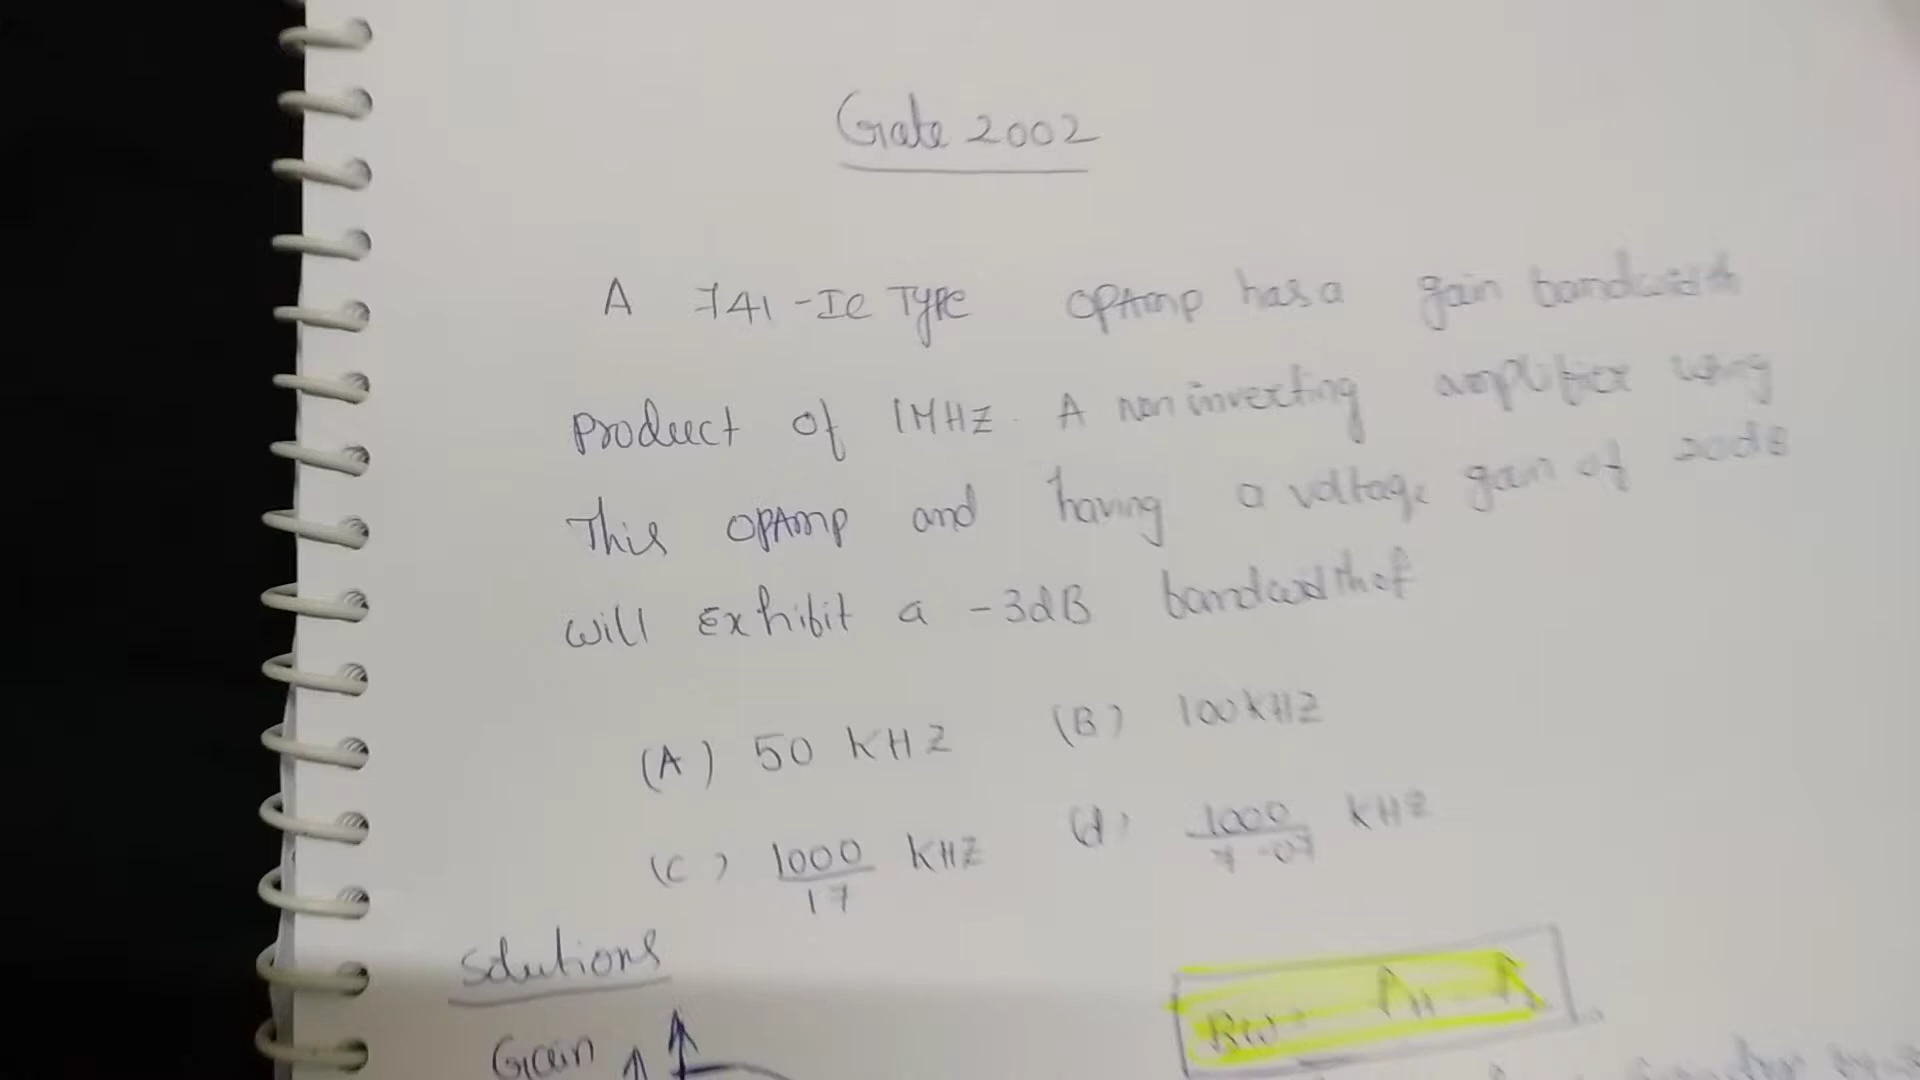 Gate 2002
A 741-IC Type OPAmp has a gain bandwidth
product of 1MHZ. A non inverting amplifier using
This OPAmp and having a voltage gain of 20dB
will Exhibit a -3dB bandwidth of
(A) 50 KHZ (B) 100KHZ
(C) 1000/17 KHZ (d) 1000/7.07 KHZ
Solutions
Gain BW=